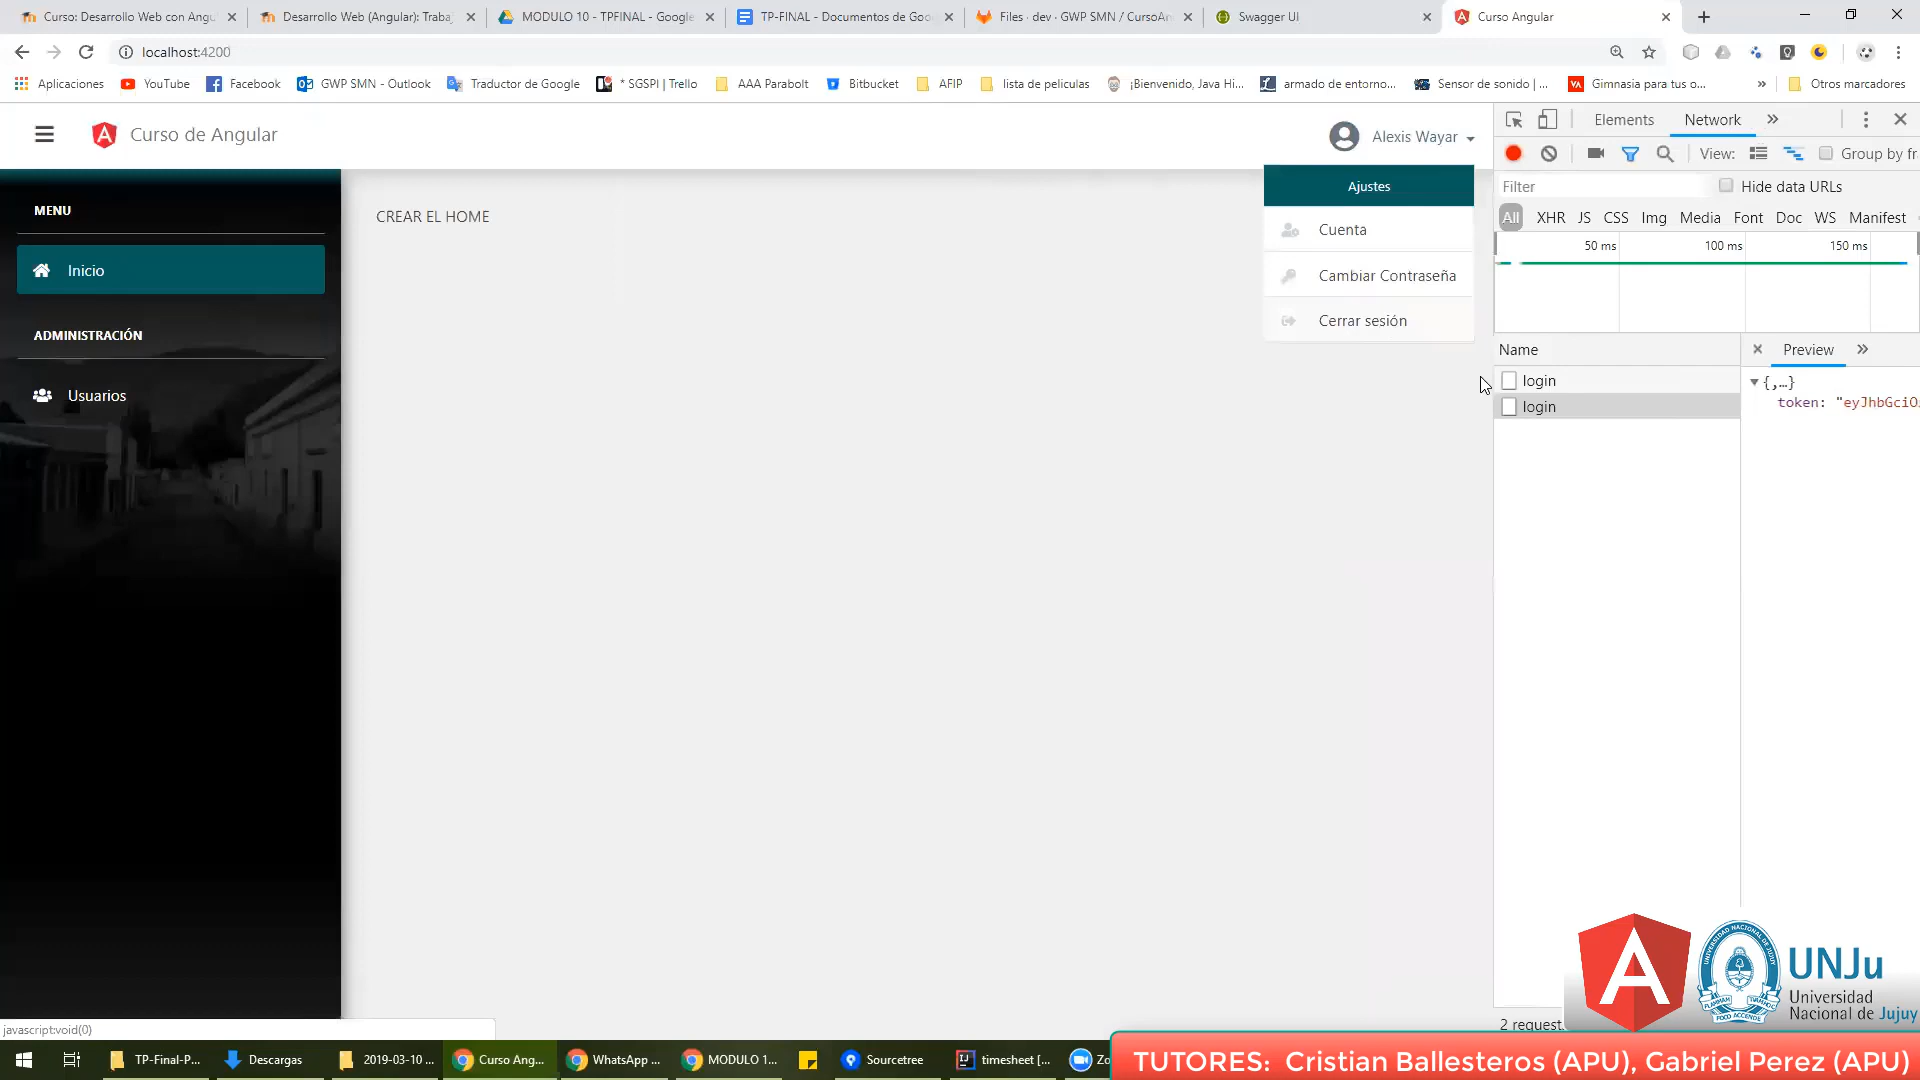 Curso: Desarrollo Web con Angu
Desarrollo Web (Angular): Traba
MODULO 10 - TPFINAL - Google
TP-FINAL - Documentos de Goo
Files · dev · GWP SMN / CursoAn
Swagger UI
Curso Angular
localhost:4200
Aplicaciones
YouTube
Facebook
GWP SMN - Outlook
Traductor de Google
* SGSPI | Trello
AAA Parabolt
Bitbucket
AFIP
lista de peliculas
¡Bienvenido, Java Hi...
armado de entorno...
Sensor de sonido | ...
Gimnasia para tus o...
»
Otros marcadores
Curso de Angular
Alexis Wayar
Elements
Network
»
View:
Group by fr
Ajustes
Filter
Hide data URLs
MENU
CREAR EL HOME
All
XHR
JS
CSS
Img
Media
Font
Doc
WS
Manifest
Cuenta
50 ms
100 ms
150 ms
Inicio
Cambiar Contraseña
Cerrar sesión
ADMINISTRACIÓN
Name
Preview
»
login
{,…}
Usuarios
login
token: "eyJhbGciO
UNJu
Universidad
Nacional de Jujuy
2 request
javascript:void(0)
TP-Final-P...
Descargas
2019-03-10 ...
Curso Ang...
WhatsApp ...
MODULO 1...
Sourcetree
timesheet [...
Zo
TUTORES: Cristian Ballesteros (APU), Gabriel Perez (APU)